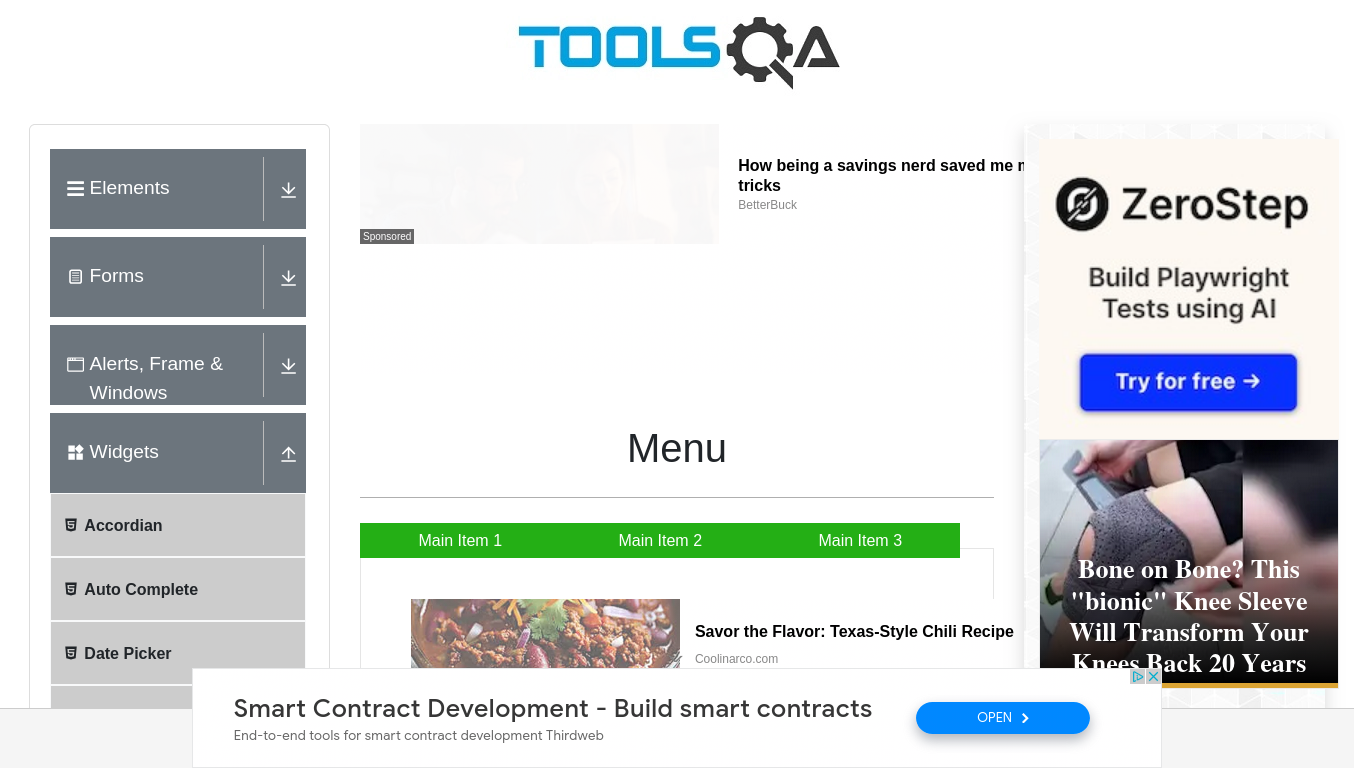 TOOLSQA
Elements
Forms
Alerts, Frame &
Windows
Widgets
Accordian
Auto Complete
Date Picker
Sponsored
How being a savings nerd saved me m
tricks
BetterBuck
Menu
Main Item 1
Main Item 2
Main Item 3
Savor the Flavor: Texas-Style Chili Recipe
Coolinarco.com
ZeroStep
Build Playwright
Tests using AI
Try for free →
Bone on Bone? This
"bionic" Knee Sleeve
Will Transform Your
Knees Back 20 Years
Smart Contract Development - Build smart contracts
End-to-end tools for smart contract development Thirdweb
OPEN